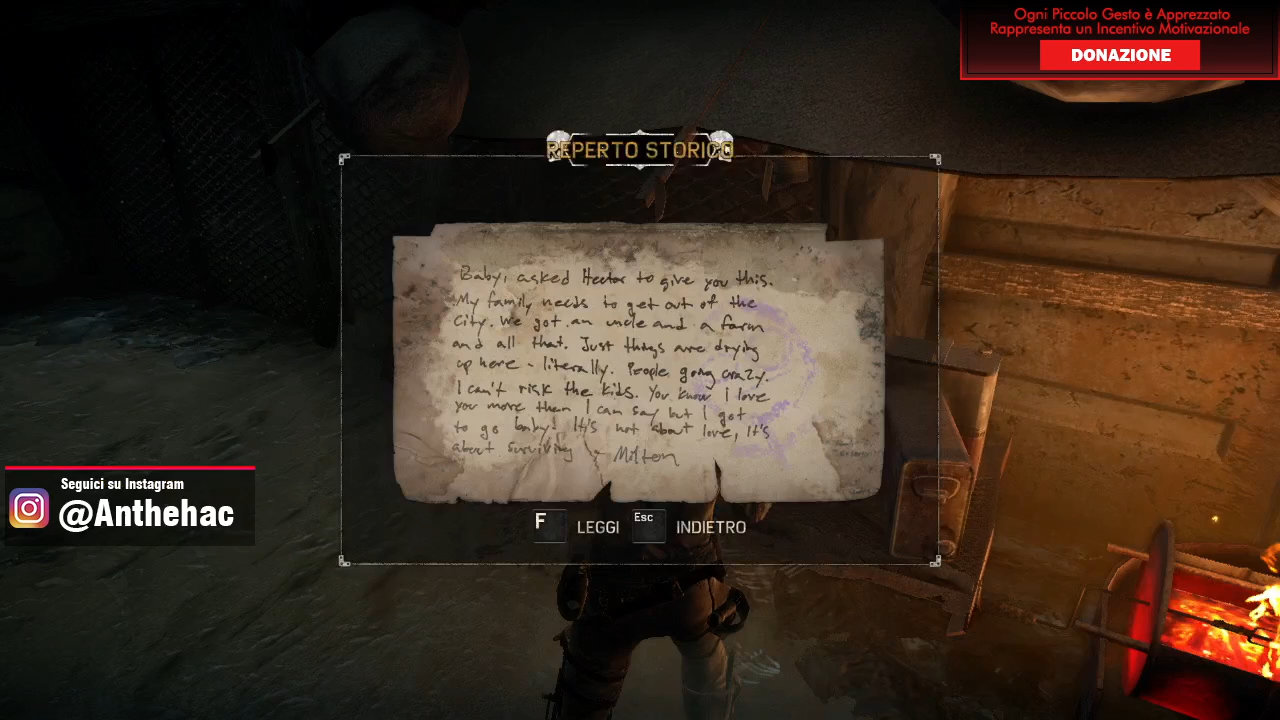 Ogni Piccolo Gesto è Apprezzato
Rappresenta un Incentivo Motivazionale
DONAZIONE
REPERTO STORICO
Baby, asked Hector to give you this.
My family needs to get out of the
City. We got an uncle and a farm
and all that. Just things are drying
up here - literally. People going crazy.
I can't risk the kids. You know I love
you more than I can say but I got
to go baby. It's not about love, it's
about surviving - Milton
Seguici su Instagram
@Anthehac
F LEGGI Esc INDIETRO